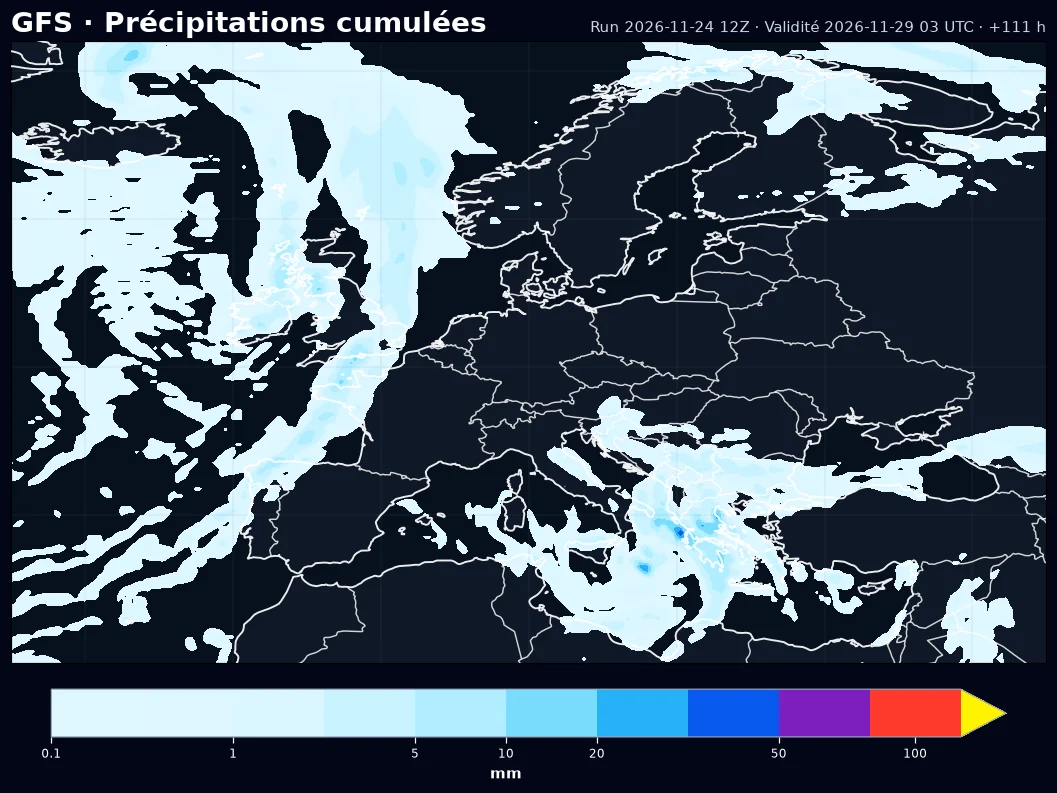 GFS · Précipitations cumulées
Run 2026-11-24 12Z · Validité 2026-11-29 03 UTC · +111 h
0.1 1 5 10 20 50 100
mm